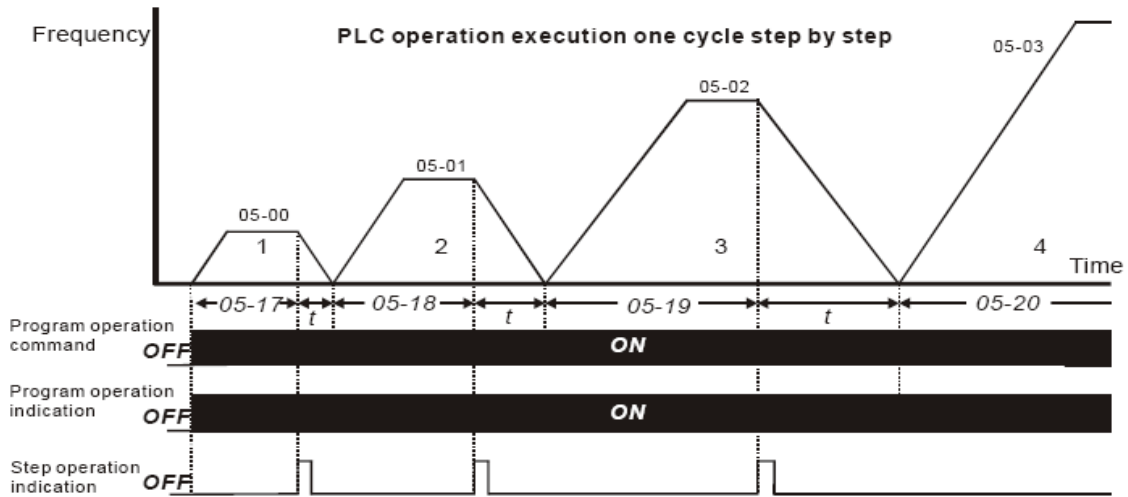 Frequency
PLC operation execution one cycle step by step
05-03
05-02
05-01
05-00
1
2
3
4
Time
05-17
t
05-18
t
05-19
t
05-20
Program operation
command
OFF
ON
Program operation
indication
OFF
ON
Step operation
indication
OFF